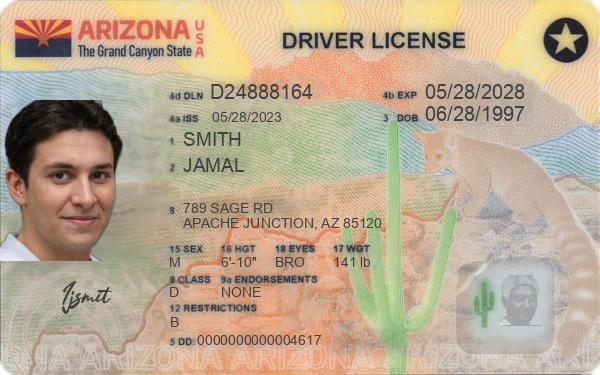 ARIZONA USA
The Grand Canyon State
DRIVER LICENSE
4d DLN D24888164
4b EXP 05/28/2028
4a ISS 05/28/2023
3 DOB 06/28/1997
1 SMITH
2 JAMAL
8 789 SAGE RD
APACHE JUNCTION, AZ 85120
15 SEX 16 HGT 18 EYES 17 WGT
M 6'-10" BRO 141 lb
9 CLASS 9a ENDORSEMENTS
D NONE
12 RESTRICTIONS
B
5 DD: 0000000000004617
Ijsmit
ARIZONA ARIZONA ARIZONA ARIZONA